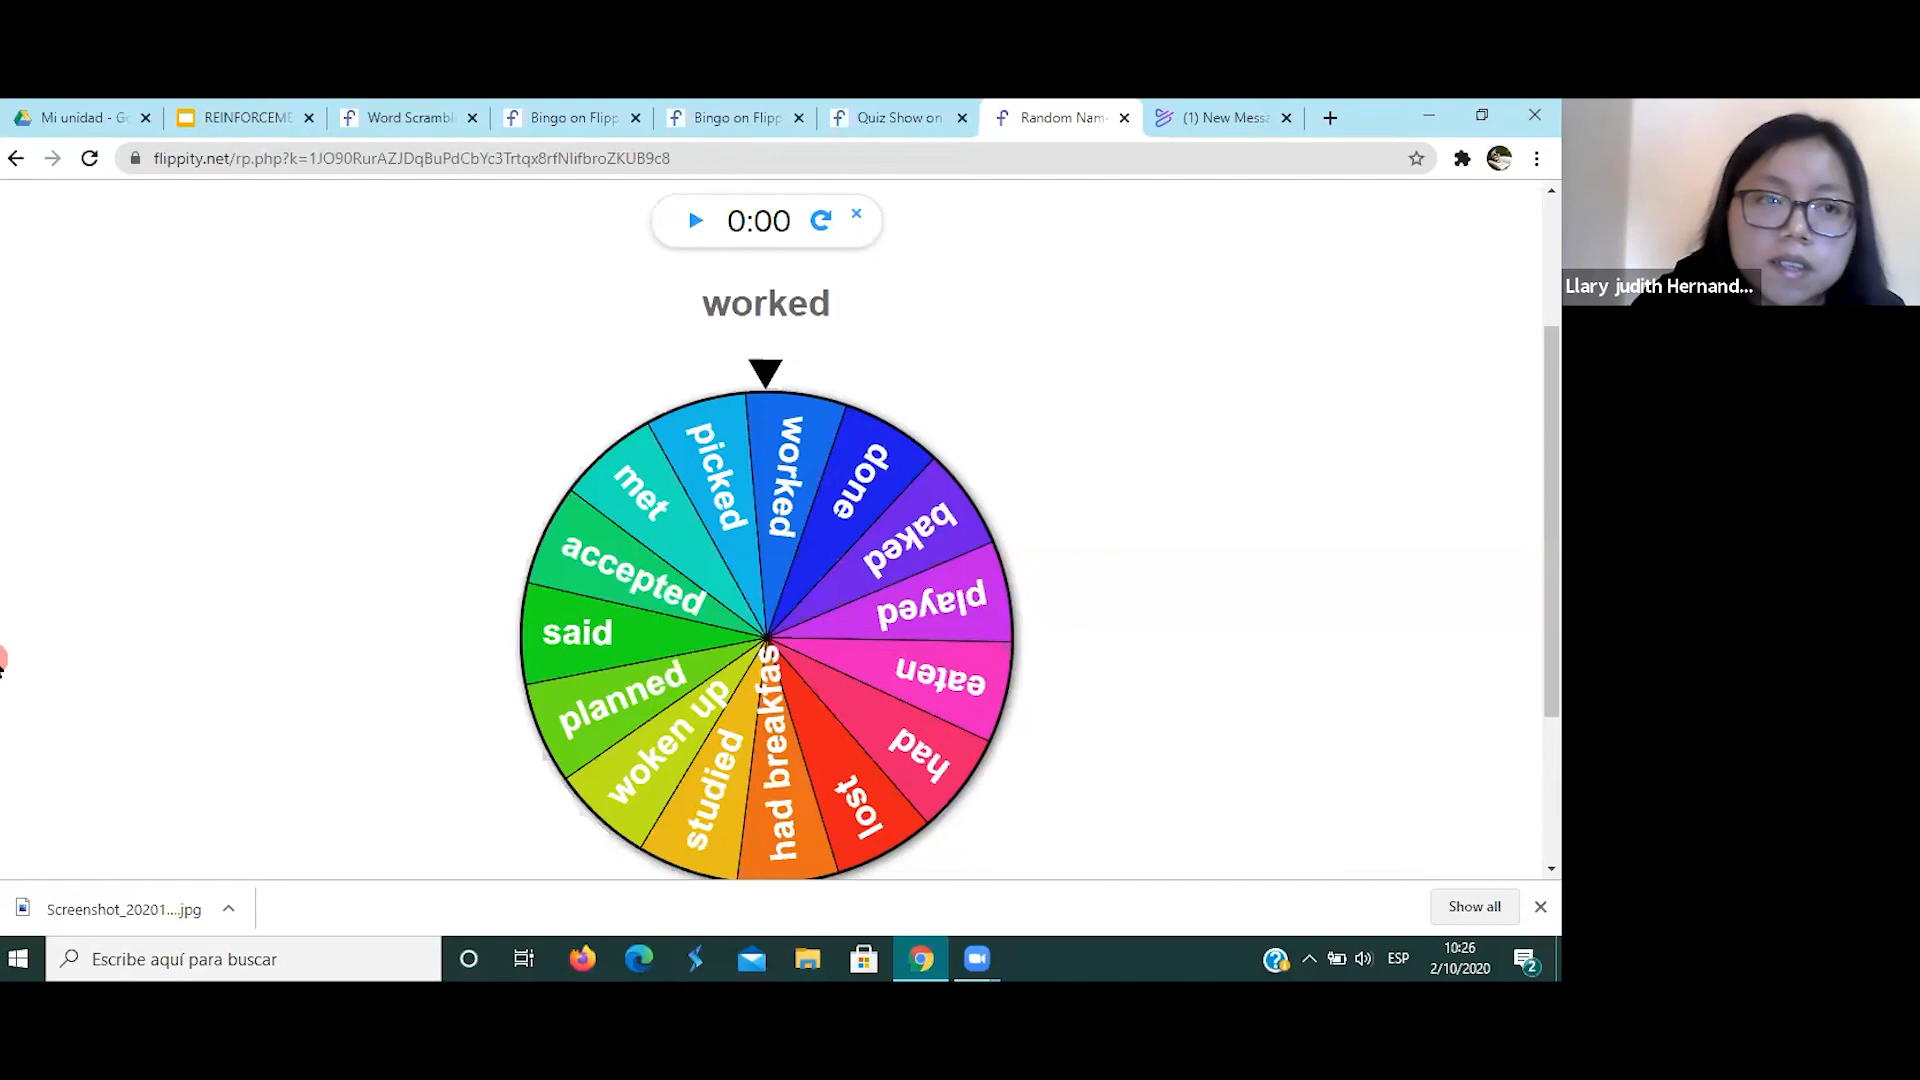 Mi unidad - Go
REINFORCEME
Word Scrambl
Bingo on Flipp
Bingo on Flipp
Quiz Show on
Random Nam
(1) New Messa
flippity.net/rp.php?k=1JO90RurAZJDqBuPdCbYc3Trtqx8rfNIifbroZKUB9c8
0:00
worked
worked
done
baked
played
eaten
had
lost
had breakfas
studied
woken up
planned
said
accepted
met
picked
Llary judith Hernand...
Screenshot_20201....jpg
Show all
Escribe aquí para buscar
ESP
10:26
2/10/2020
2